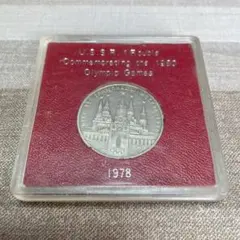 U.S.S.R. 1 Rouble
Commemorating the 1980
Olympic Games
1978